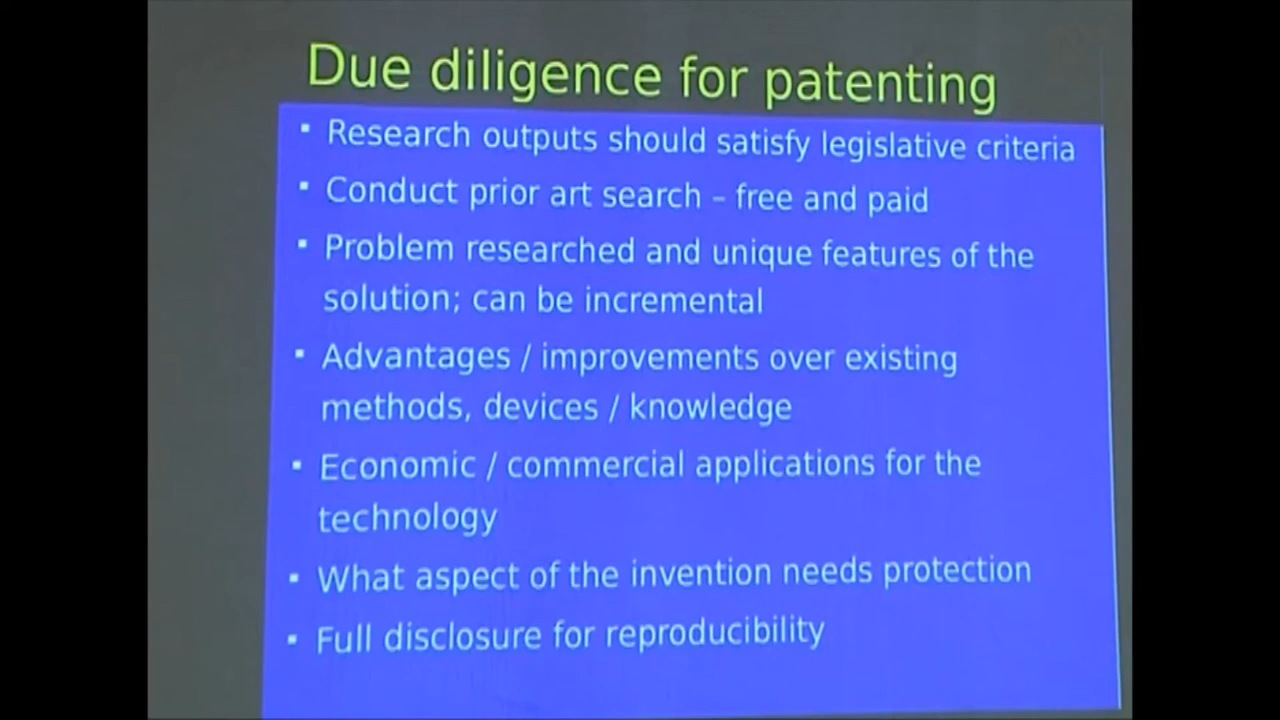 Due diligence for patenting
▪ Research outputs should satisfy legislative criteria
▪ Conduct prior art search – free and paid
▪ Problem researched and unique features of the
solution; can be incremental
▪ Advantages / improvements over existing
methods, devices / knowledge
▪ Economic / commercial applications for the
technology
▪ What aspect of the invention needs protection
▪ Full disclosure for reproducibility